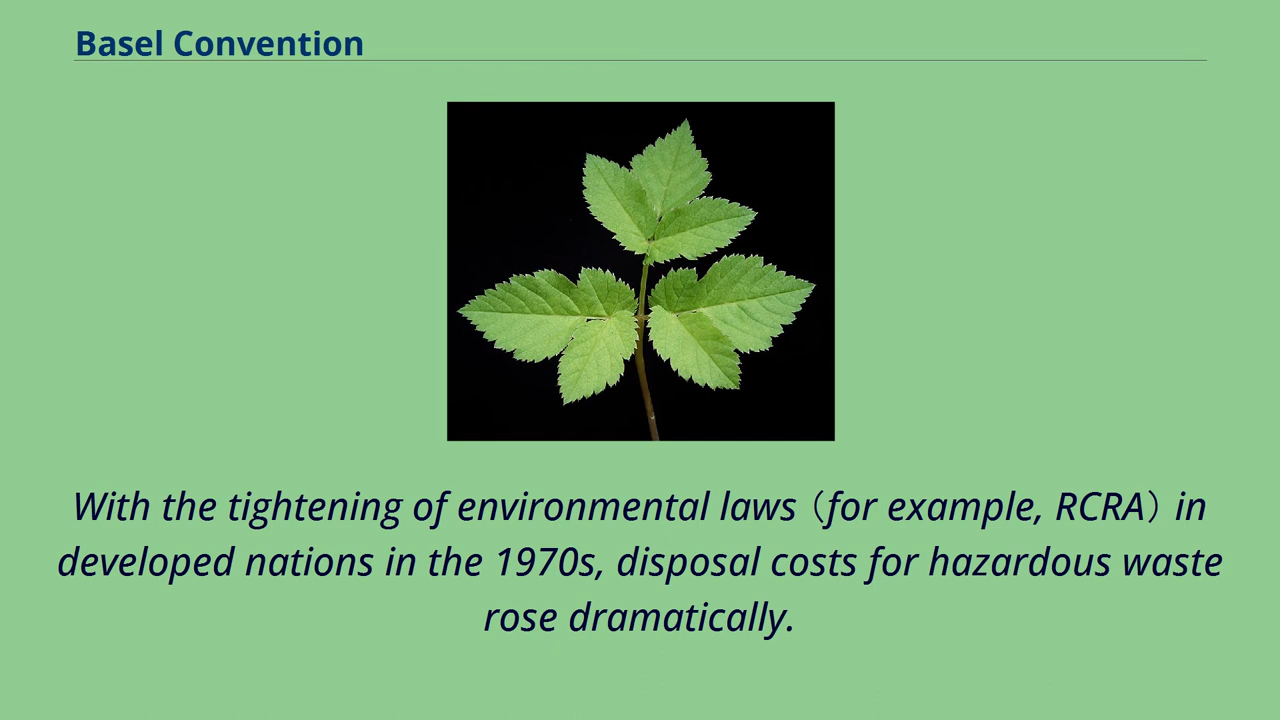 Basel Convention
With the tightening of environmental laws (for example, RCRA) in
developed nations in the 1970s, disposal costs for hazardous waste
rose dramatically.